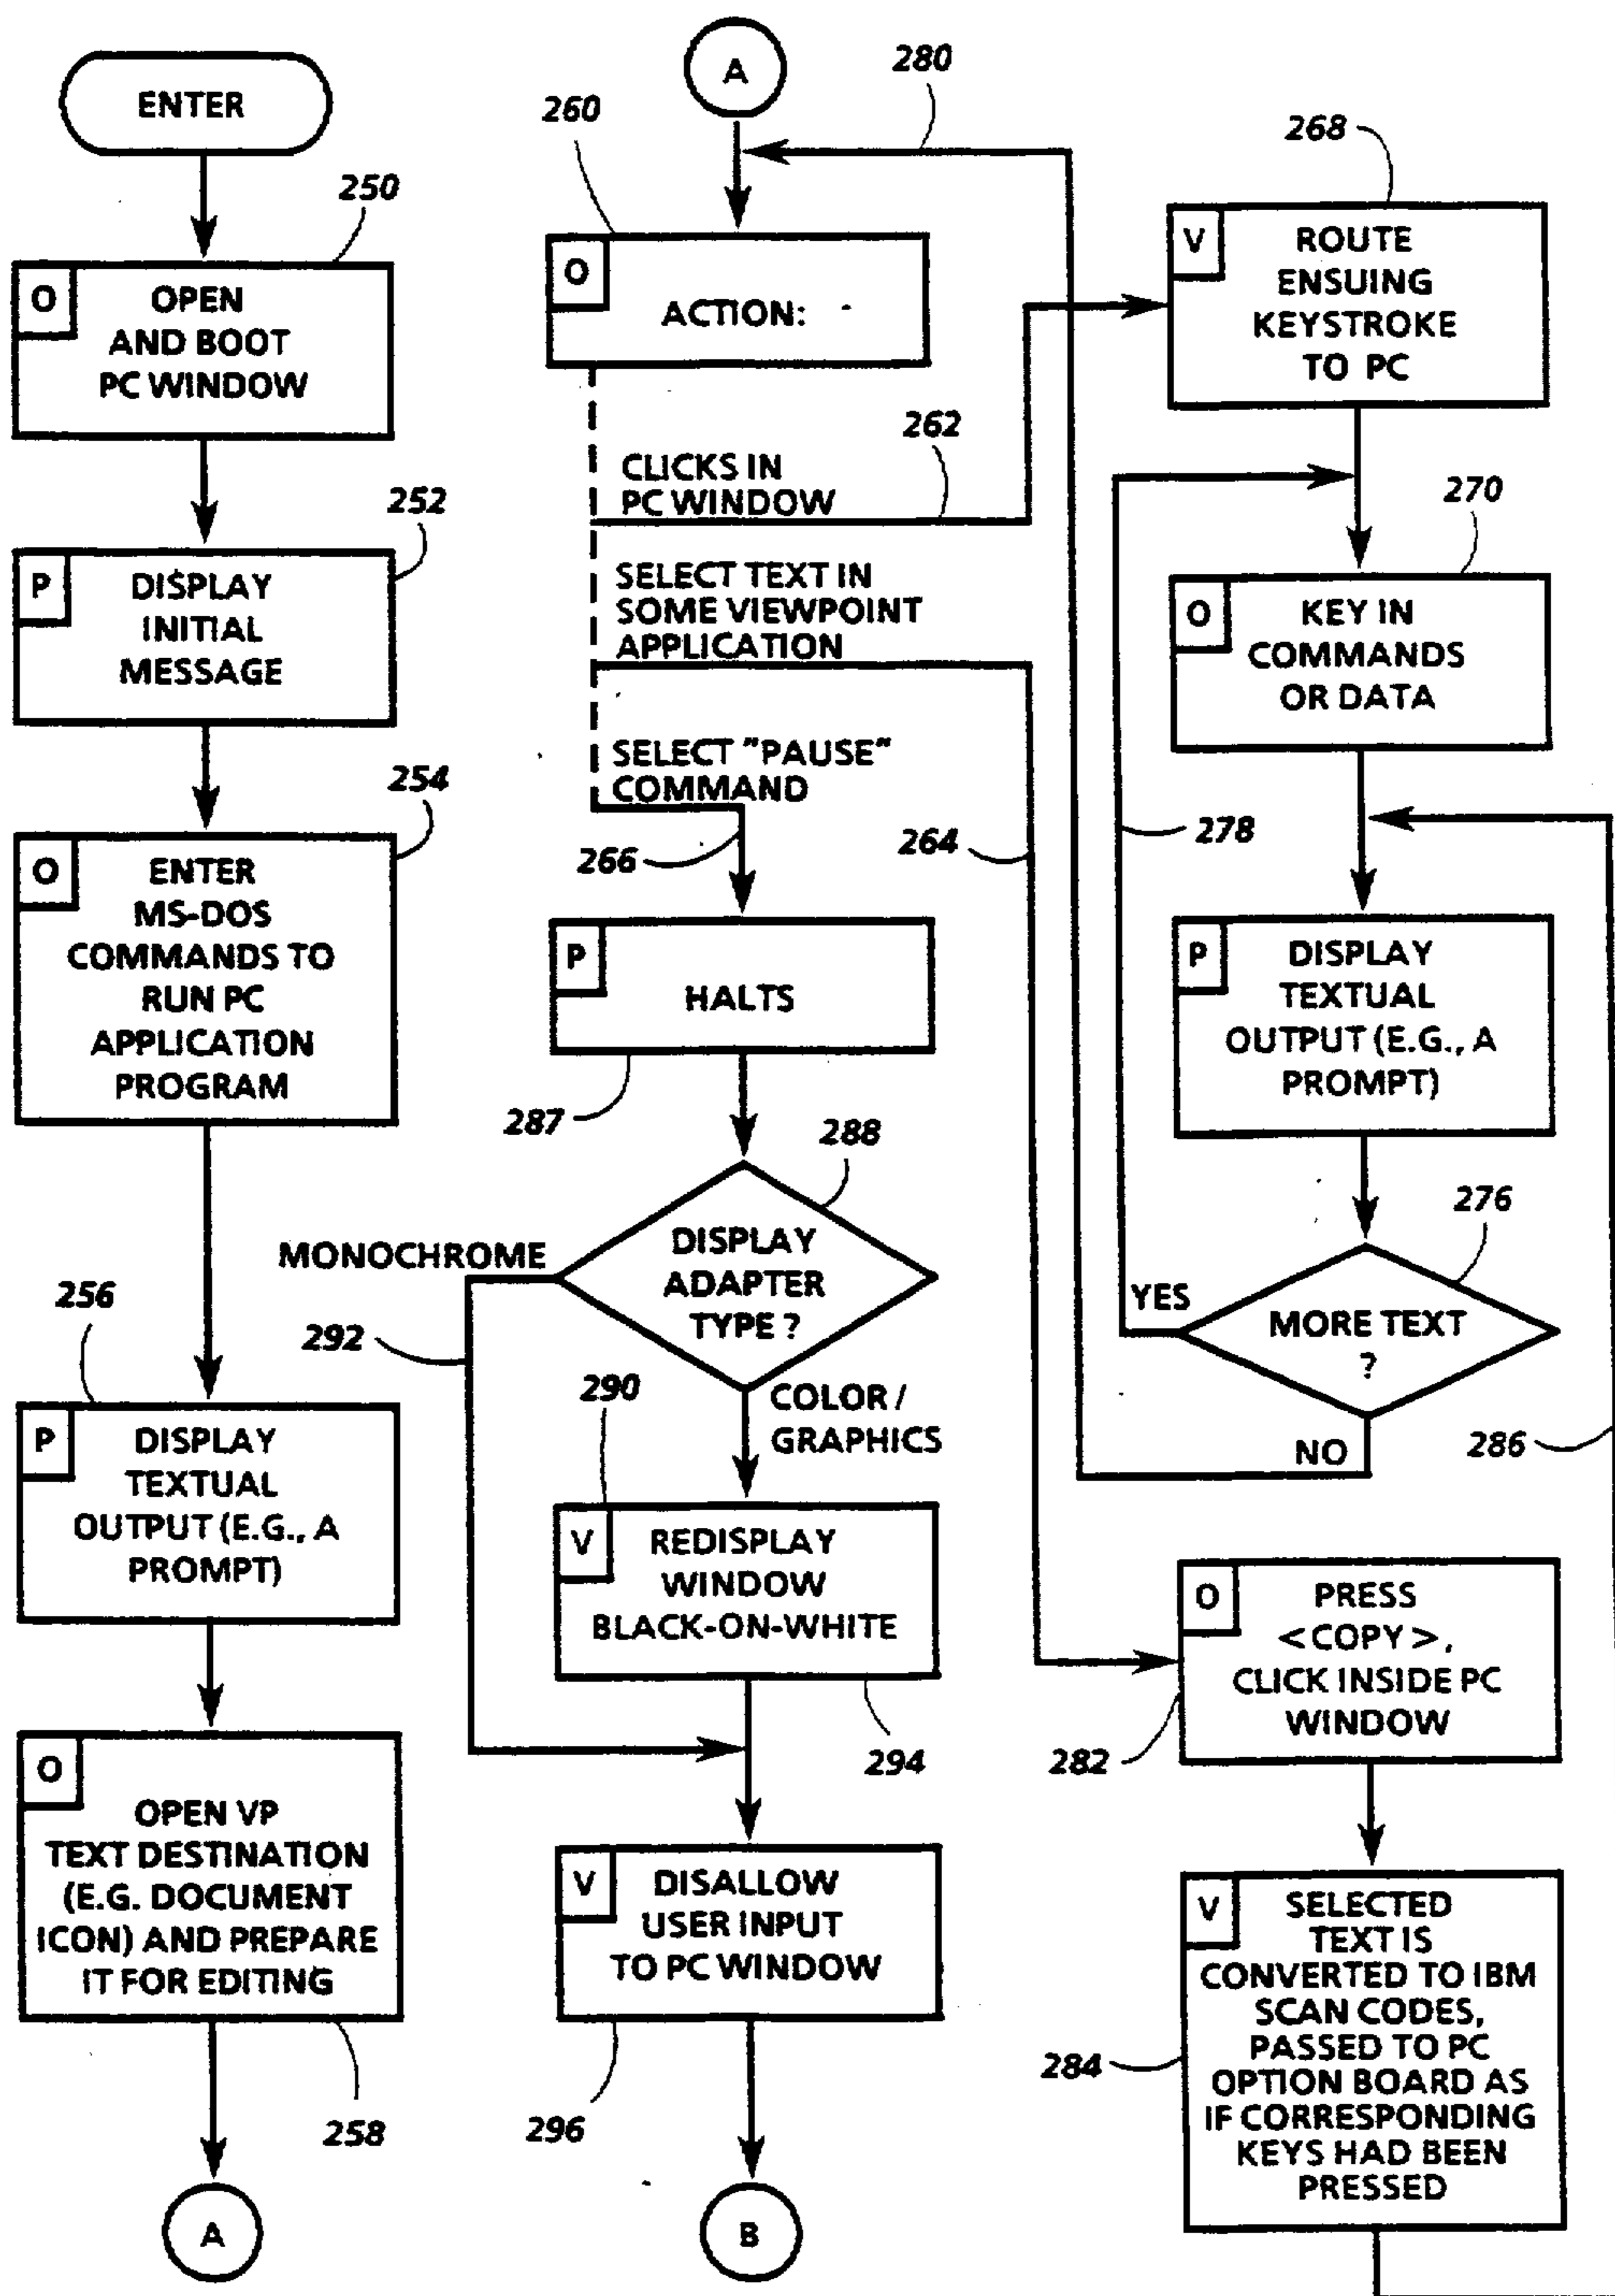 ENTER
250
O
OPEN
AND BOOT
PC WINDOW
252
P
DISPLAY
INITIAL
MESSAGE
254
O
ENTER
MS-DOS
COMMANDS TO
RUN PC
APPLICATION
PROGRAM
256
P
DISPLAY
TEXTUAL
OUTPUT (E.G., A
PROMPT)
O
OPEN VP
TEXT DESTINATION
(E.G. DOCUMENT
ICON) AND PREPARE
IT FOR EDITING
258
A
A
280
260
O
ACTION:
262
CLICKS IN
PC WINDOW
SELECT TEXT IN
SOME VIEWPOINT
APPLICATION
SELECT "PAUSE"
COMMAND
264
266
P
HALTS
287
288
DISPLAY
ADAPTER
TYPE ?
MONOCHROME
292
COLOR /
GRAPHICS
290
V
REDISPLAY
WINDOW
BLACK-ON-WHITE
294
V
DISALLOW
USER INPUT
TO PC WINDOW
296
B
268
V
ROUTE
ENSUING
KEYSTROKE
TO PC
270
O
KEY IN
COMMANDS
OR DATA
278
P
DISPLAY
TEXTUAL
OUTPUT (E.G., A
PROMPT)
276
YES
MORE TEXT
?
NO
286
O
PRESS
<COPY>,
CLICK INSIDE PC
WINDOW
282
V
SELECTED
TEXT IS
CONVERTED TO IBM
SCAN CODES,
PASSED TO PC
OPTION BOARD AS
IF CORRESPONDING
KEYS HAD BEEN
PRESSED
284